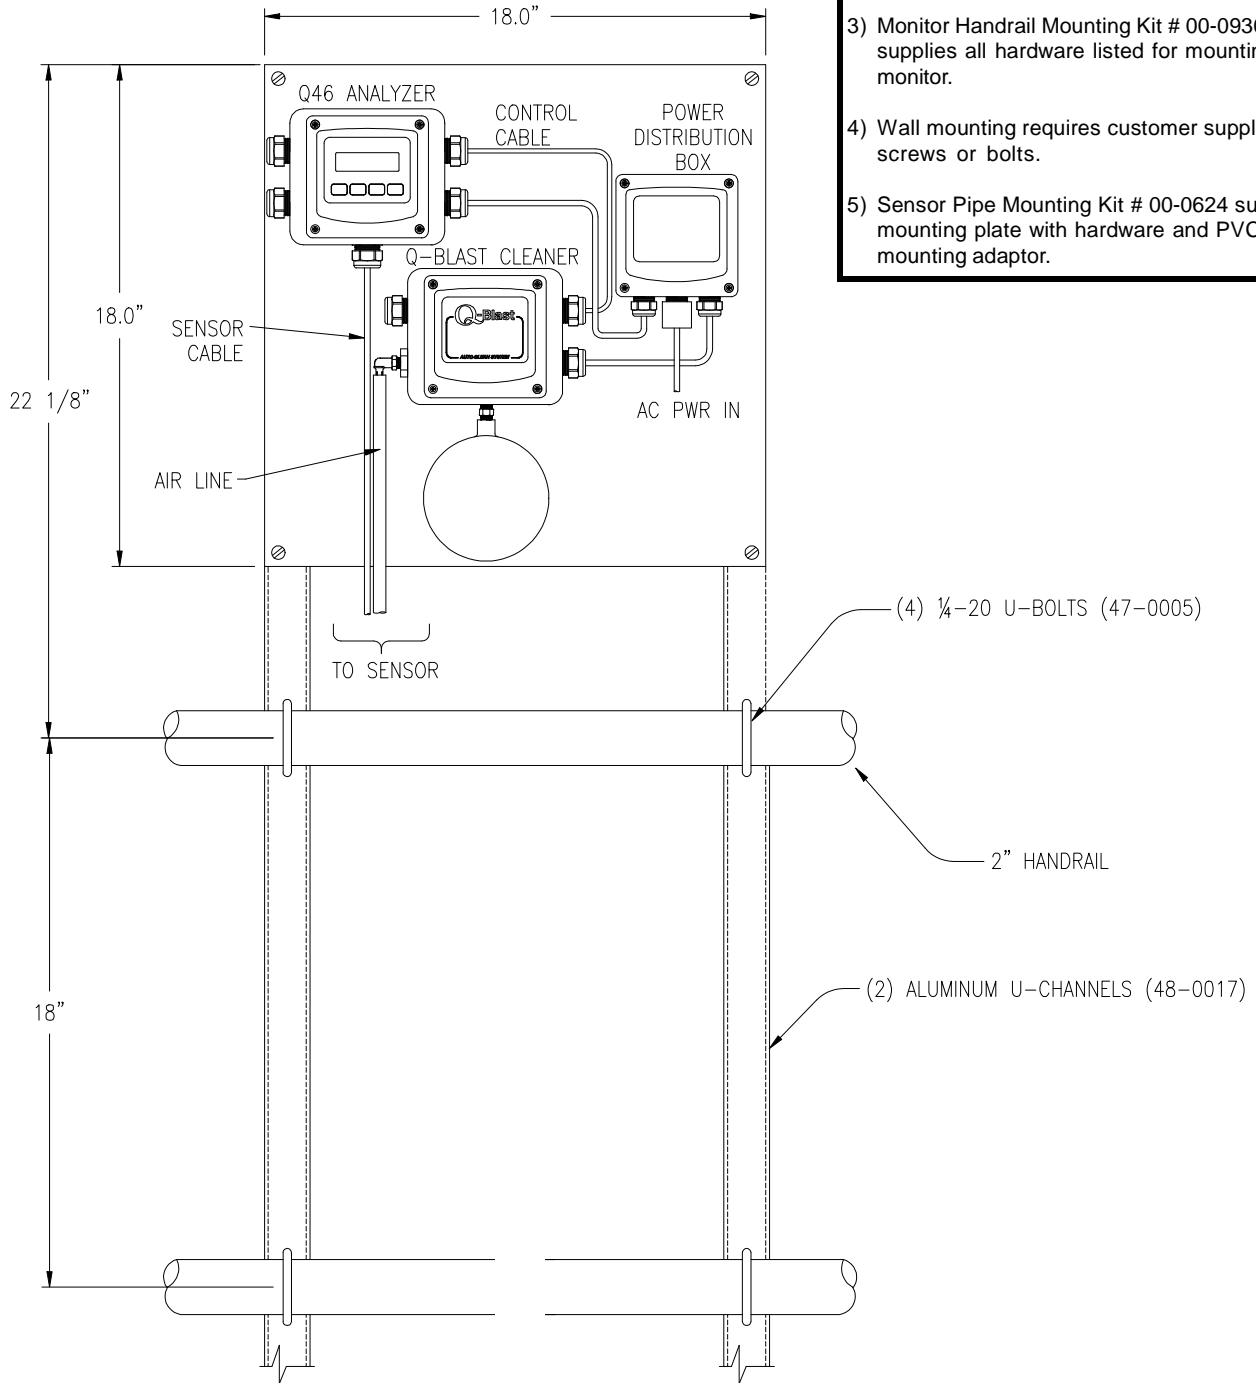 18.0”
3) Monitor Handrail Mounting Kit # 00-093
supplies all hardware listed for
monitor.
4) Wall mounting requires customer
screws or bolts.
5) Sensor Pipe Mounting Kit # 00-0624
mounting plate with hardware and PVC
mounting adaptor.
Q46 ANALYZER
CONTROL
CABLE
POWER
DISTRIBUTION
BOX
Q-BLAST CLEANER
Q-Blast
AUTO-CLEAN SYSTEM
18.0”
SENSOR
CABLE
22 1/8”
AC PWR IN
AIR LINE
(4) ¼-20 U-BOLTS (47-0005)
TO SENSOR
2” HANDRAIL
(2) ALUMINUM U-CHANNELS (48-0017)
18”